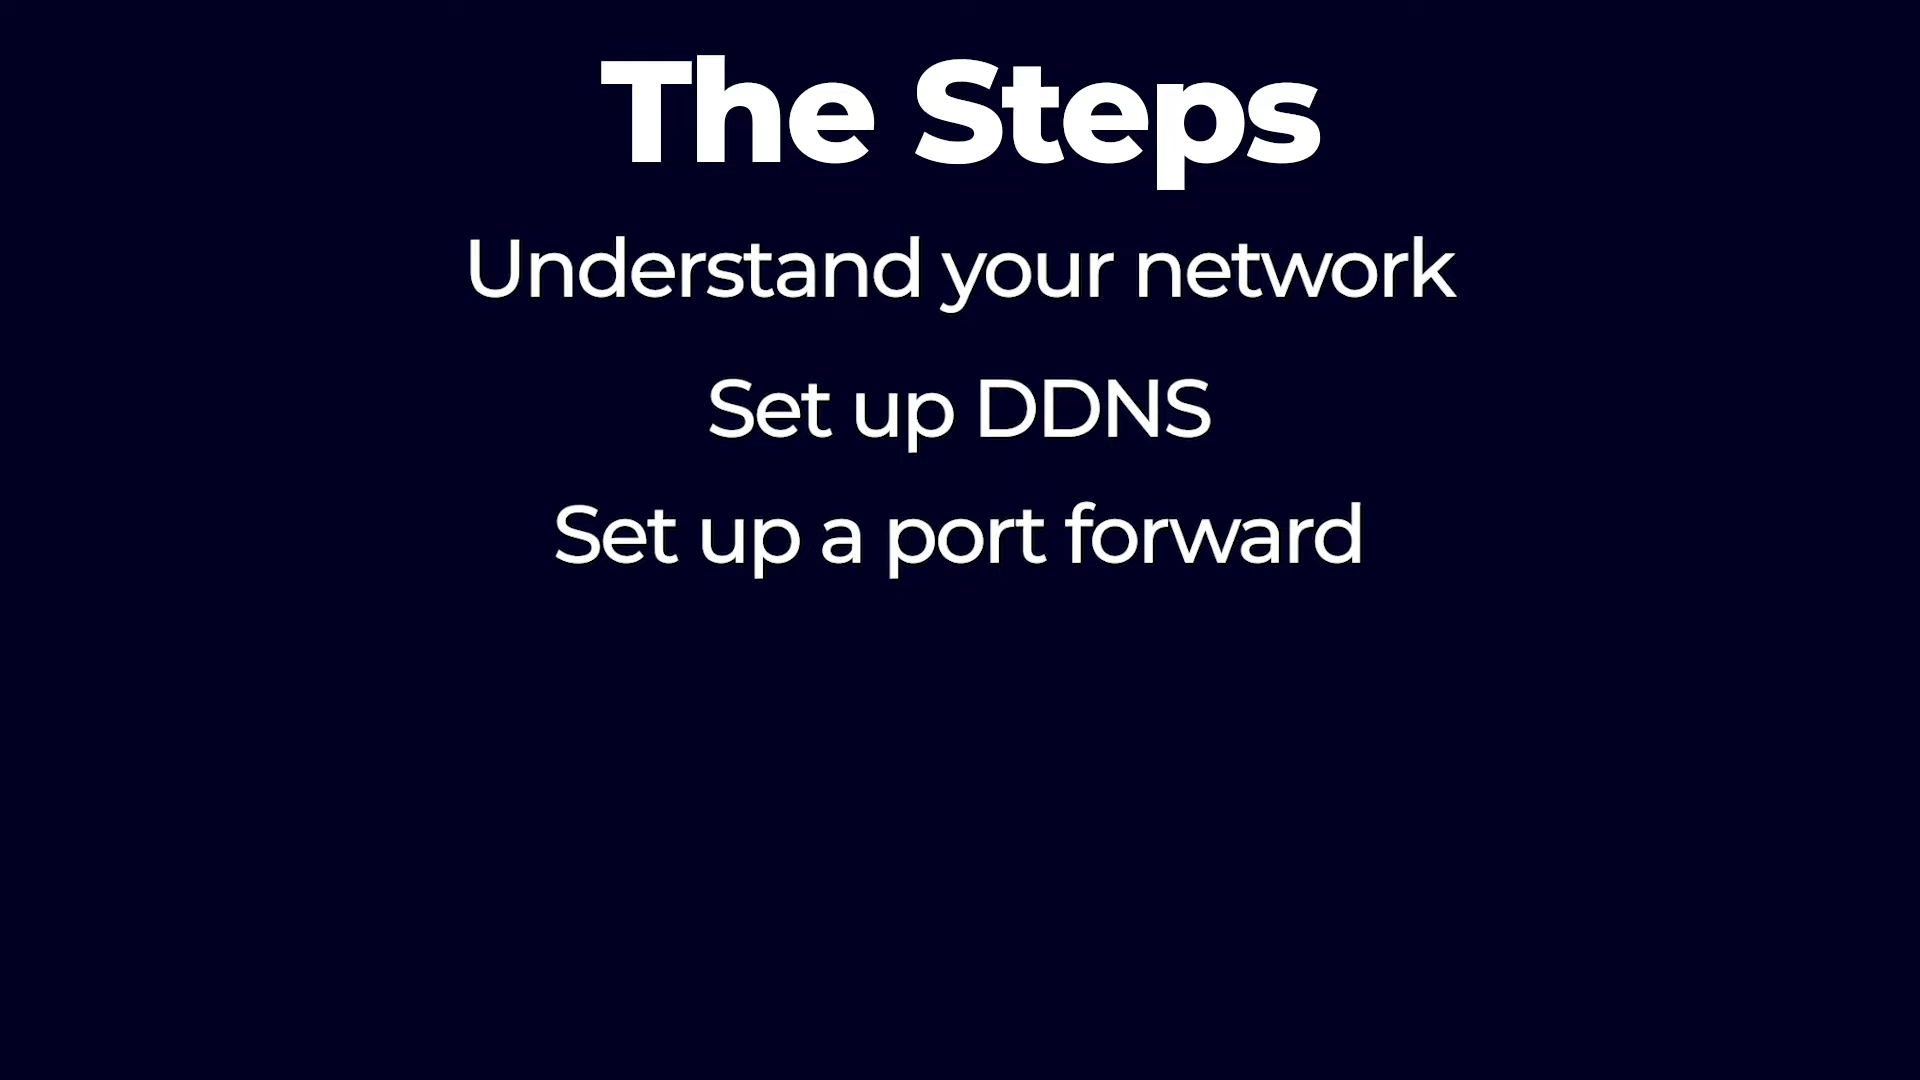 The Steps
Understand your network
Set up DDNS
Set up a port forward